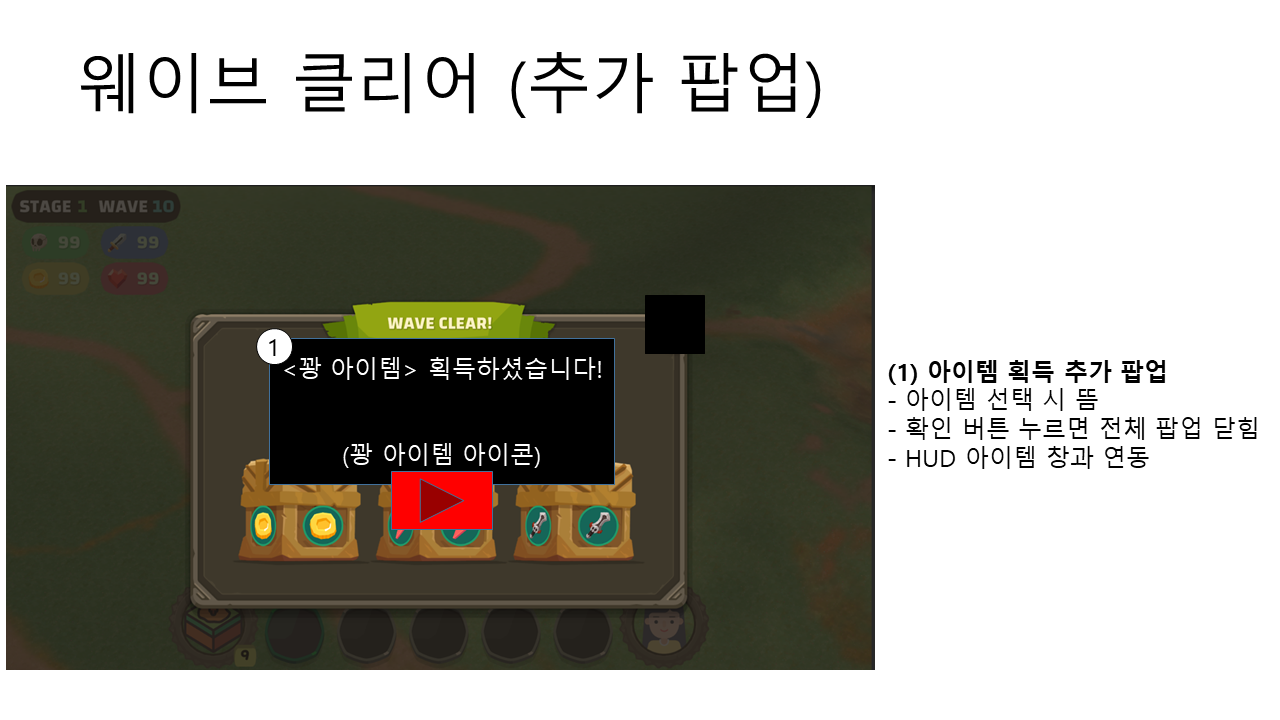 웨이브 클리어 (추가 팝업)
STAGE 1 WAVE 10
99 99
99 99
WAVE CLEAR!
1
<꽝 아이템> 획득하셨습니다!
(꽝 아이템 아이콘)
9
(1) 아이템 획득 추가 팝업
- 아이템 선택 시 뜸
- 확인 버튼 누르면 전체 팝업 닫힘
- HUD 아이템 창과 연동